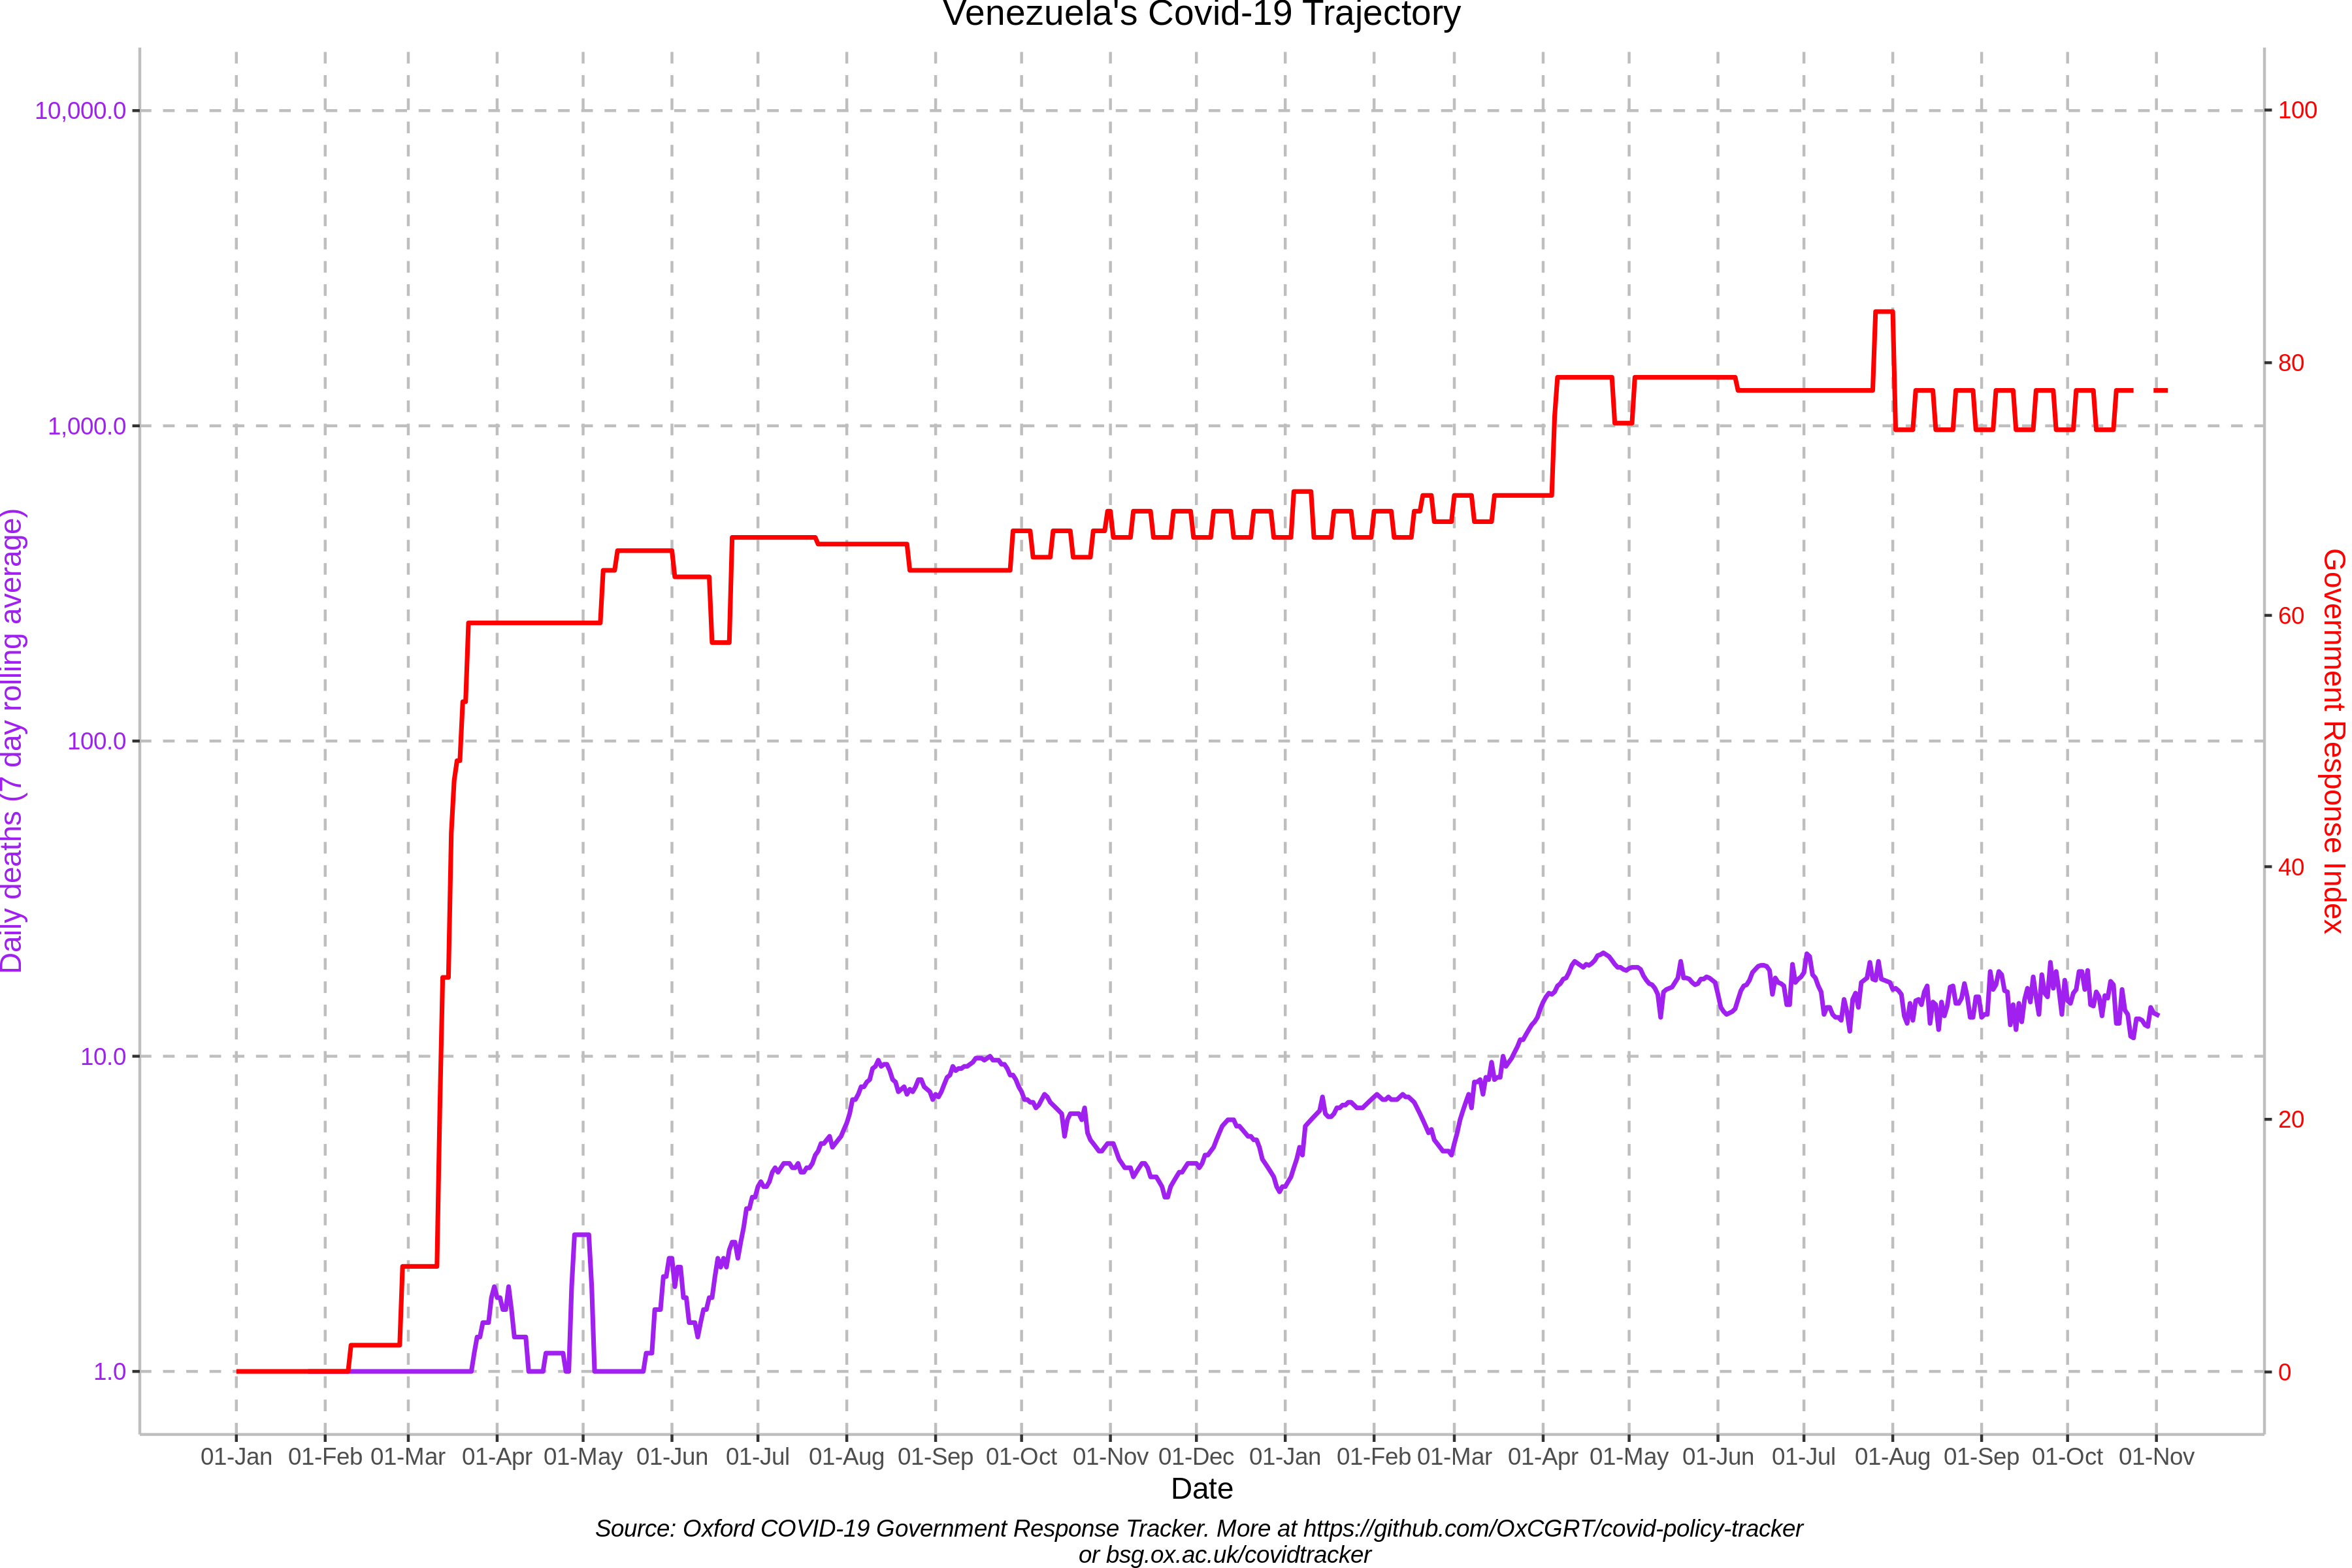 Venezuela's Covid-19 Trajectory
10,000.0
1,000.0
100.0
10.0
1.0
Daily deaths (7 day rolling average)
100
80
60
40
20
0
Government Response Index
01-Jan 01-Feb 01-Mar 01-Apr 01-May 01-Jun 01-Jul 01-Aug 01-Sep 01-Oct 01-Nov 01-Dec 01-Jan 01-Feb 01-Mar 01-Apr 01-May 01-Jun 01-Jul 01-Aug 01-Sep 01-Oct 01-Nov
Date
Source: Oxford COVID-19 Government Response Tracker. More at https://github.com/OxCGRT/covid-policy-tracker
or bsg.ox.ac.uk/covidtracker